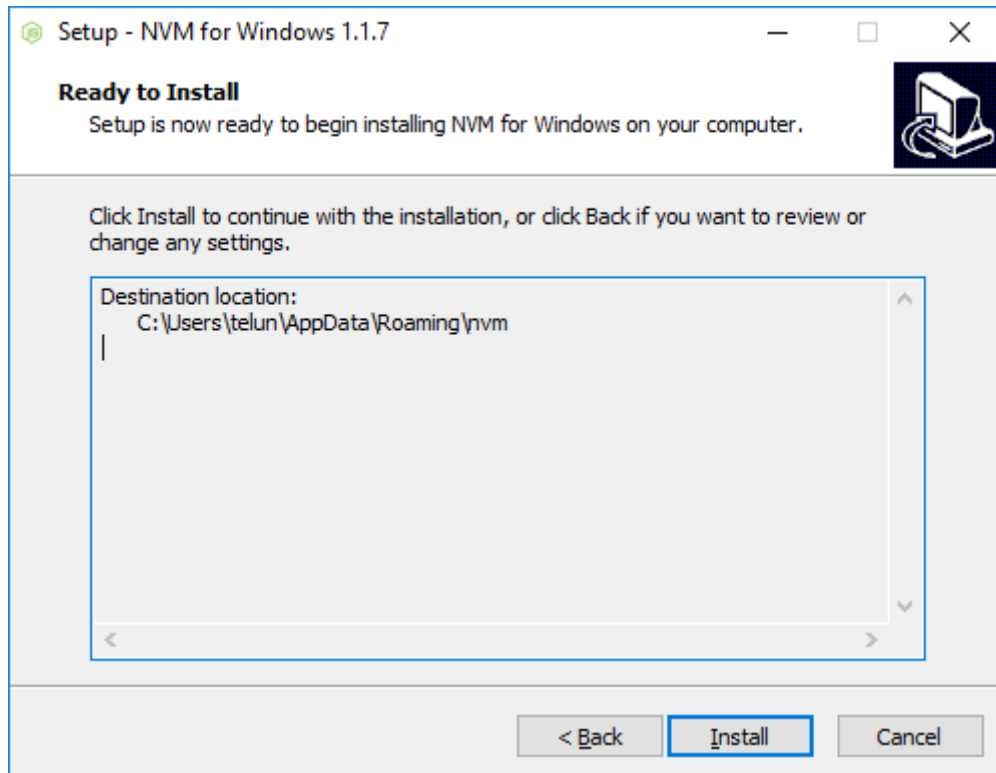 Setup - NVM for Windows 1.1.7
Ready to Install
Setup is now ready to begin installing NVM for Windows on your computer.
Click Install to continue with the installation, or click Back if you want to review or
change any settings.
Destination location:
C:\Users\telun\AppData\Roaming\nvm
< Back
Install
Cancel